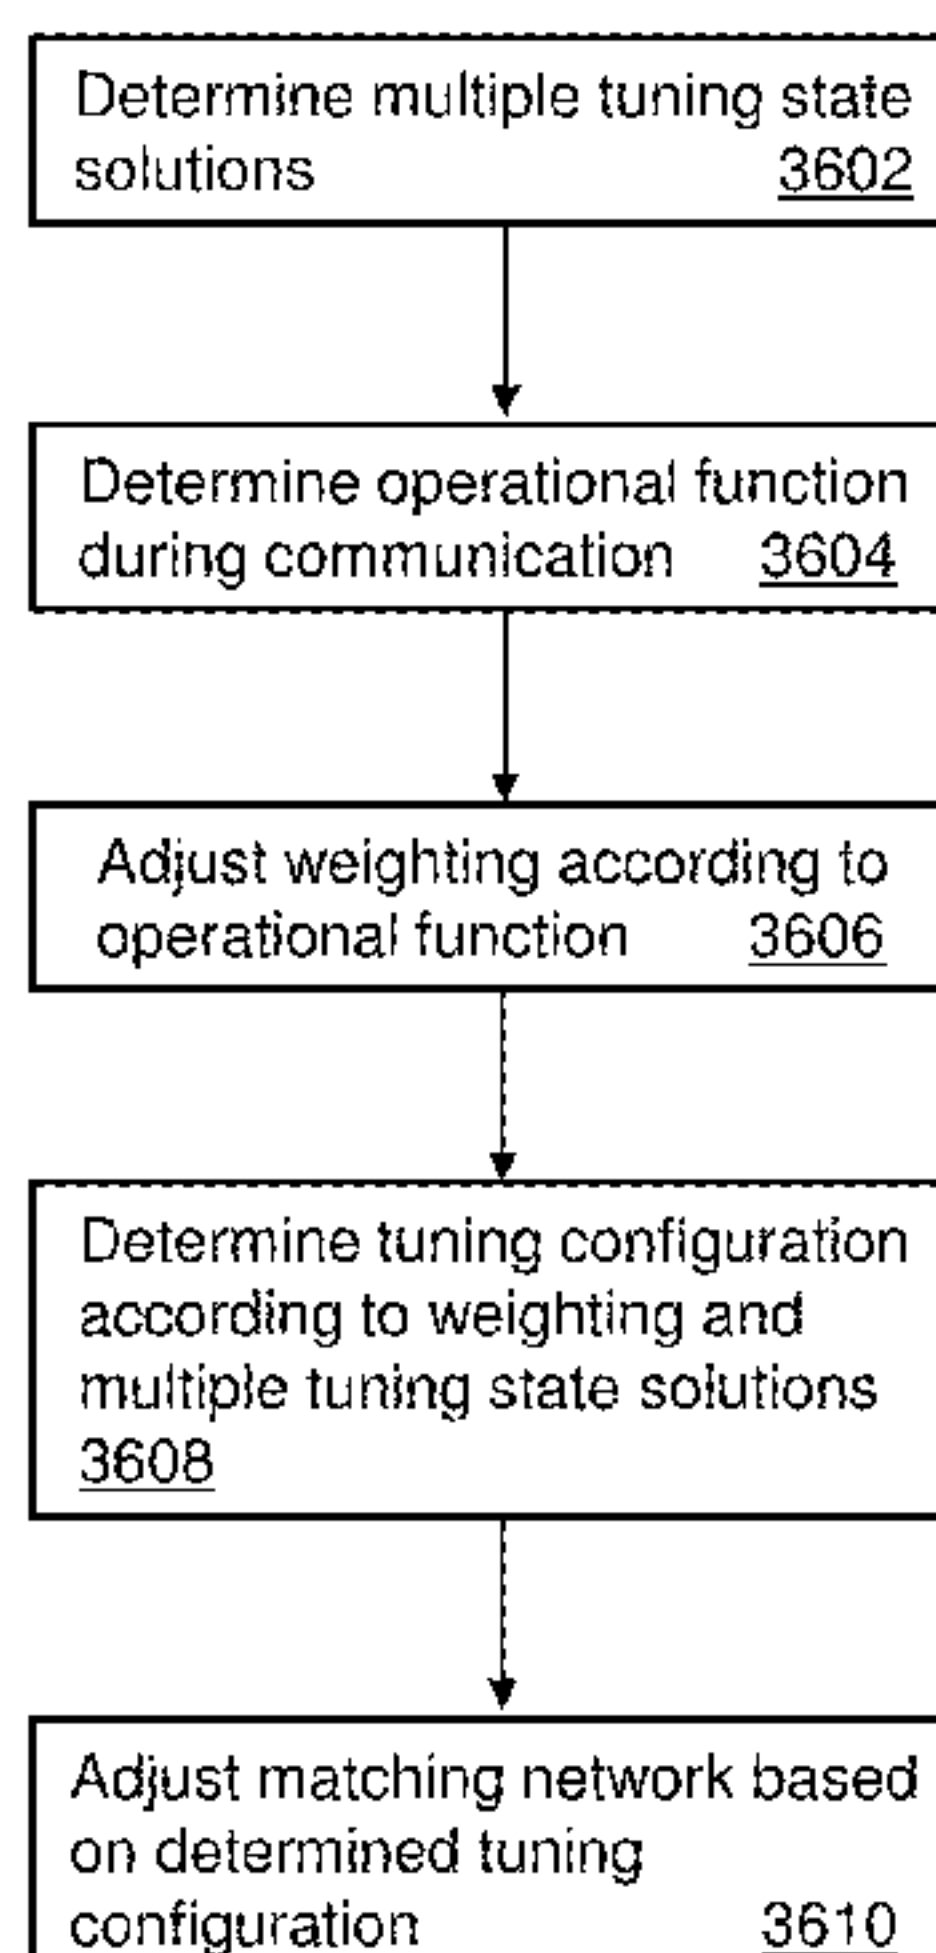 Determine multiple tuning state
solutions 3602
Determine operational function
during communication 3604
Adjust weighting according to
operational function 3606
Determine tuning configuration
according to weighting and
multiple tuning state solutions
3608
Adjust matching network based
on determined tuning
configuration 3610